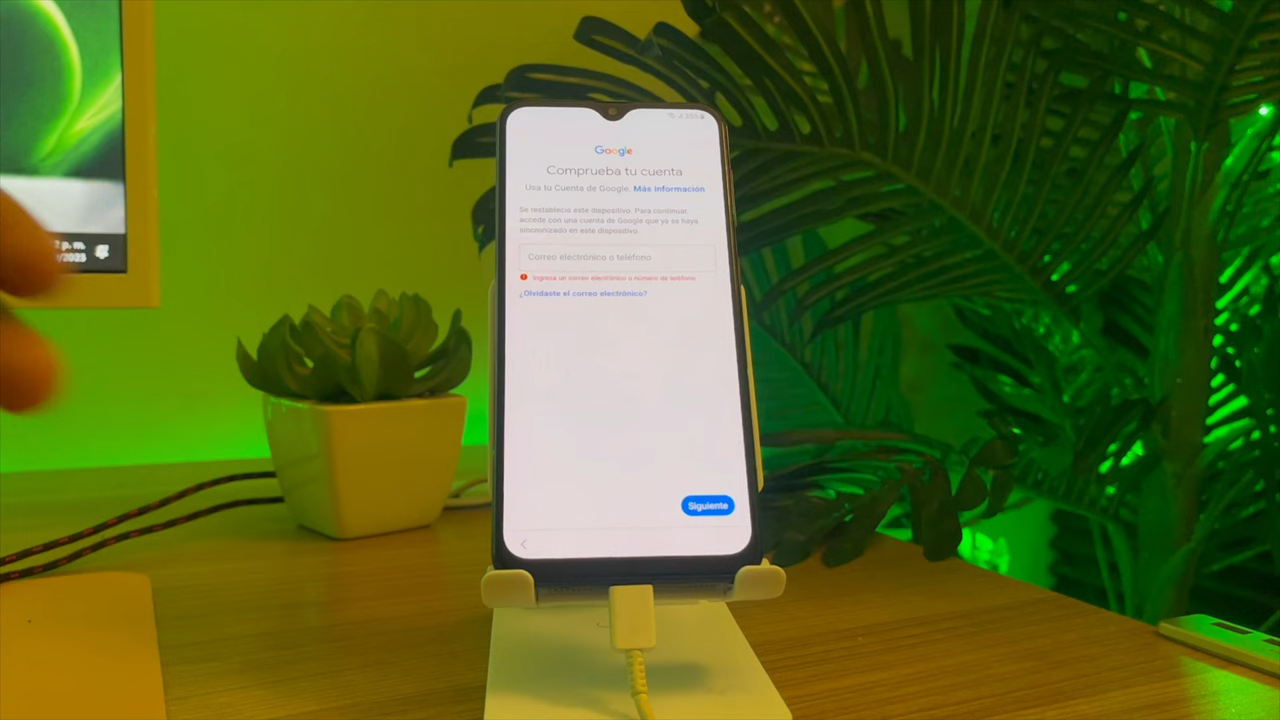 Google
Comprueba tu cuenta
Usa tu Cuenta de Google. Más información
Se restableció este dispositivo. Para continuar,
accede con una cuenta de Google que ya se haya
sincronizado en este dispositivo.
Correo electrónico o teléfono
Ingresa un correo electrónico o número de teléfono
¿Olvidaste el correo electrónico?
Siguiente
p. m.
/2023